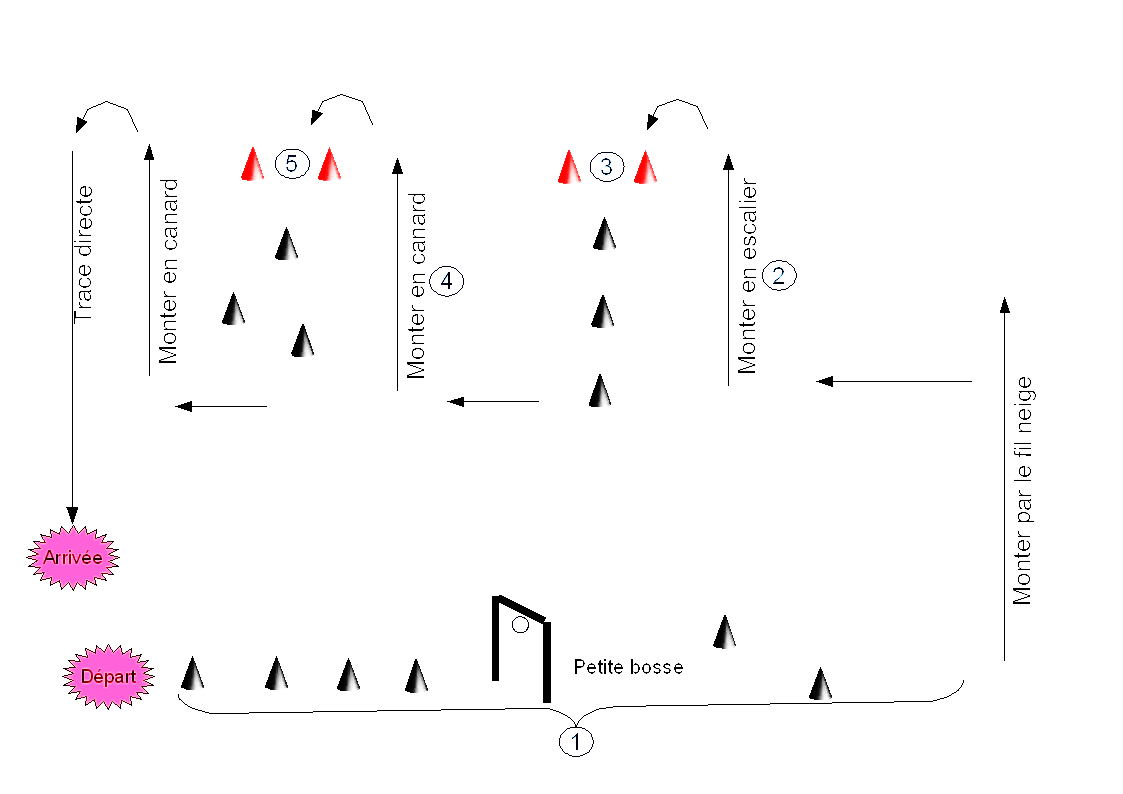 5
3
Trace directe
Monter en canard
Monter en canard
4
Monter en escalier
2
Monter par le fil neige
Arrivée
Départ
Petite bosse
1